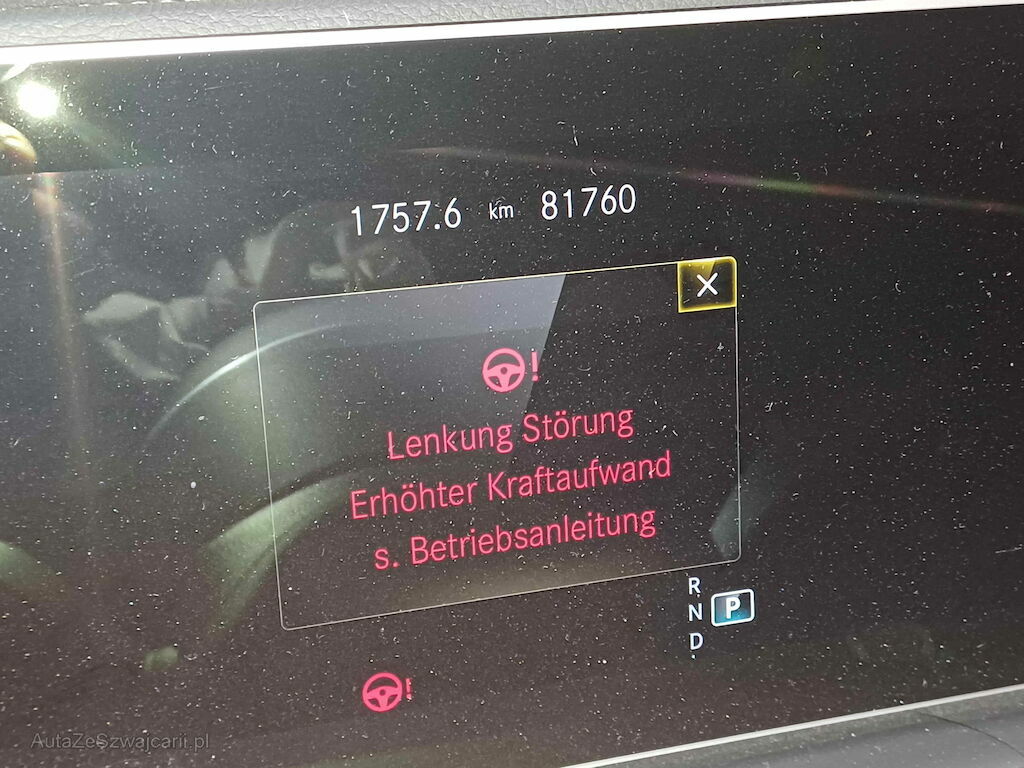 1757.6 km 81760
Lenkung Störung
Erhöhter Kraftaufwand
s. Betriebsanleitung
R
N P
D
AutaZeSzwajcarii.pl